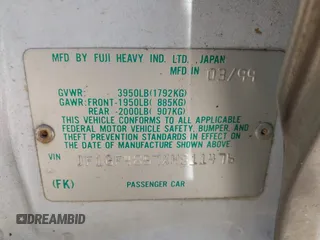 MFD BY FUJI HEAVY IND. LTD., JAPAN
MFD IN 03/99
GVWR: 3950LB(1792KG)
GAWR:FRONT-1950LB( 885KG)
REAR -2000LB( 907KG)
THIS VEHICLE CONFORMS TO ALL APPLICABLE
FEDERAL MOTOR VEHICLE SAFETY, BUMPER, AND
THEFT PREVENTION STANDARDS IN EFFECT ON
THE DATE OF MANUFACTURE SHOWN ABOVE.
VIN
(FK) PASSENGER CAR
DREAMBID